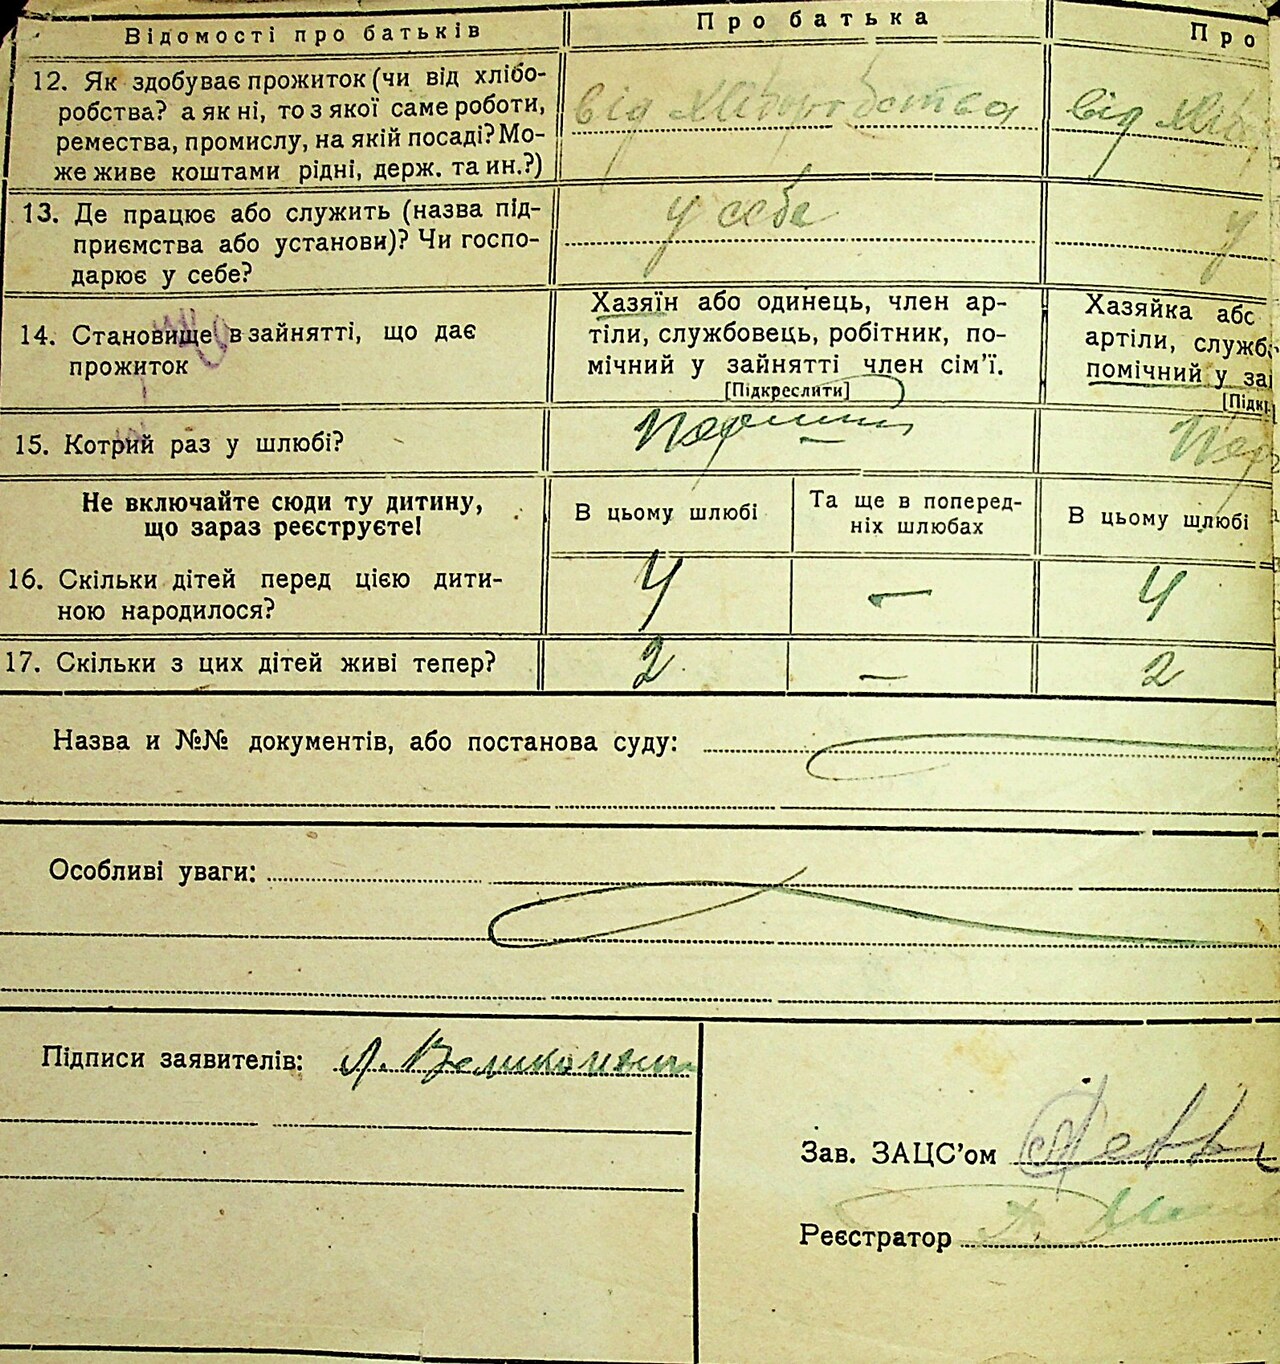 Відомості про батьків
Про батька
Про
12. Як здобуває прожиток (чи від хлібо-
робства? а як ні, то з якої саме роботи,
ремества, промислу, на якій посаді? Мо-
же живе коштами рідні, держ. та ин.?)
від хліборобства
від хлібо
13. Де працює або служить (назва під-
приємства або установи)? Чи госпо-
дарює у себе?
у себе
у
14. Становище в зайнятті, що дає
прожиток
Хазяїн або одинець, член ар-
тіли, службовець, робітник, по-
мічний у зайнятті член сім’ї.
[Підкреслити]
Хазяйка абс
артіли, службо
помічний у за
[Підк
15. Котрий раз у шлюбі?
Перший
Пер
Не включайте сюди ту дитину,
що зараз реєструєте!
В цьому шлюбі
Та ще в поперед-
ніх шлюбах
В цьому шлюбі
16. Скільки дітей перед цією дити-
ною народилося?
4
—
4
17. Скільки з цих дітей живі тепер?
2
—
2
Назва и №№ документів, або постанова суду:
Особливі уваги:
Підписи заявителів:
Зав. ЗАЦС’ом
Реєстратор